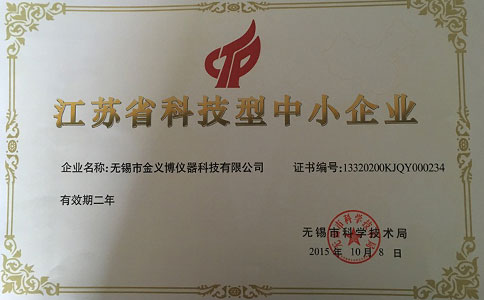 江苏省科技型中小企业
企业名称:无锡市金义博仪器科技有限公司 证书编号:13320200KJQY000234
有效期二年
无锡市科学技术局
2015年10月8日